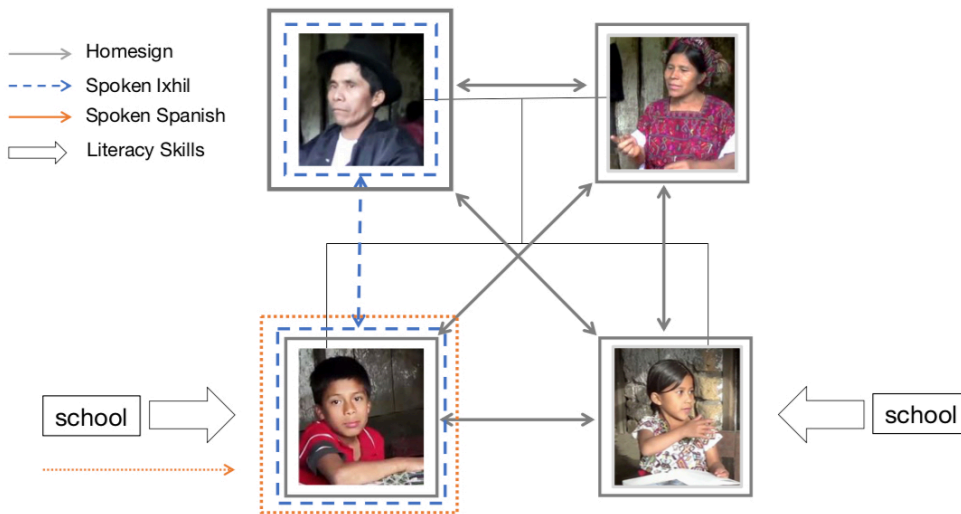 Homesign
Spoken Ixhil
Spoken Spanish
Literacy Skills
school
school